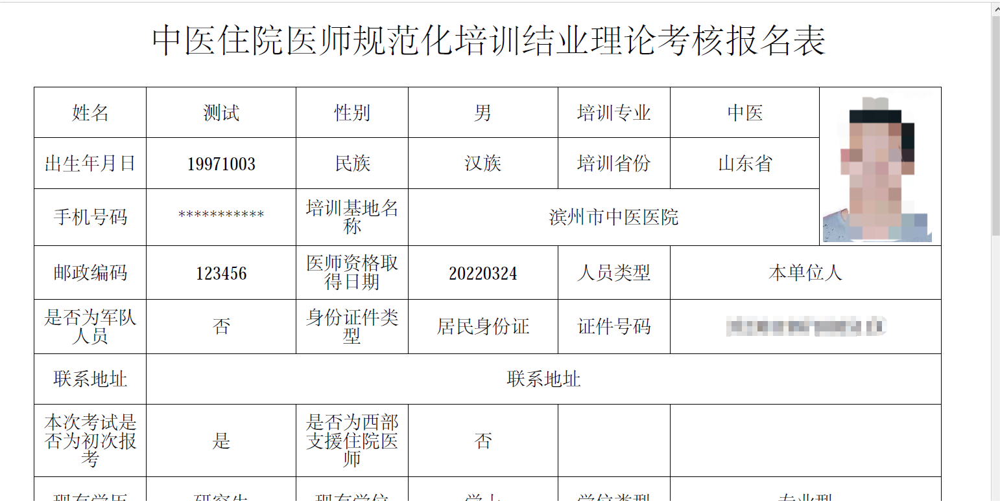 中医住院医师规范化培训结业理论考核报名表
姓名 测试 性别 男 培训专业 中医
出生年月日 19971003 民族 汉族 培训省份 山东省
手机号码 *********** 培训基地名
称 滨州市中医医院
邮政编码 123456 医师资格取
得日期 20220324 人员类型 本单位人
是否为军队
人员 否 身份证件类
型 居民身份证 证件号码
联系地址 联系地址
本次考试是
否为初次报
考 是 是否为西部
支援住院医
师 否
现有学历 研究生 现有学位 学士 学位类型 专业型